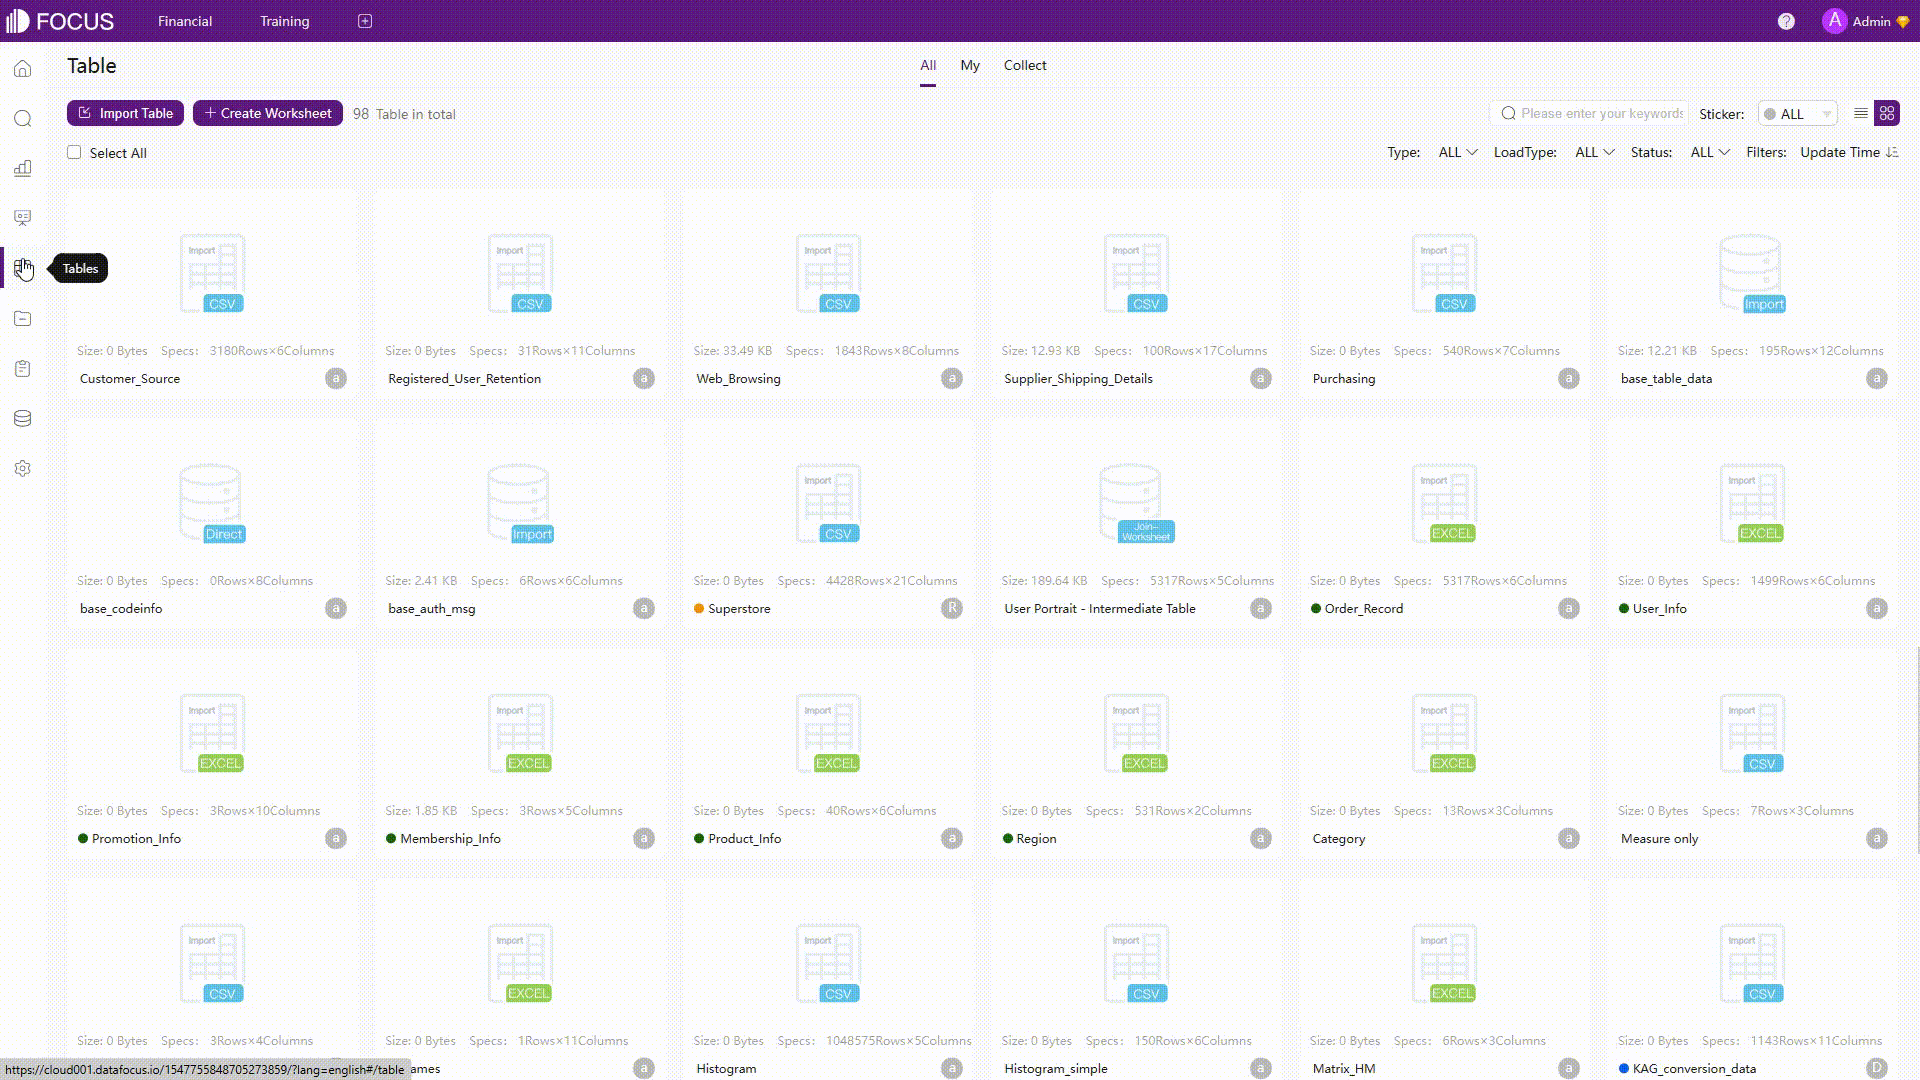 FOCUS Financial Training ? A Admin
Table All My Collect
Import Table + Create Worksheet 98 Table in total Please enter your keywords Sticker: ALL
Select All Type: ALL LoadType: ALL Status: ALL Filters: Update Time
Tables
Import Import Import Import Import
CSV CSV CSV CSV CSV Import
Size: 0 Bytes Specs: 3180Rows×6Columns Size: 0 Bytes Specs: 31Rows×11Columns Size: 33.49 KB Specs: 1843Rows×8Columns Size: 12.93 KB Specs: 100Rows×17Columns Size: 0 Bytes Specs: 540Rows×7Columns Size: 12.21 KB Specs: 195Rows×12Columns
Customer_Source a Registered_User_Retention a Web_Browsing a Supplier_Shipping_Details a Purchasing a base_table_data a
Import Import Import
Direct Import CSV Join-Worksheet EXCEL EXCEL
Size: 0 Bytes Specs: 0Rows×8Columns Size: 2.41 KB Specs: 6Rows×6Columns Size: 0 Bytes Specs: 4428Rows×21Columns Size: 189.64 KB Specs: 5317Rows×5Columns Size: 0 Bytes Specs: 5317Rows×6Columns Size: 0 Bytes Specs: 1499Rows×6Columns
base_codeinfo a base_auth_msg a Superstore R User Portrait - Intermediate Table a Order_Record a User_Info a
Import Import Import Import Import Import
EXCEL EXCEL EXCEL EXCEL EXCEL CSV
Size: 0 Bytes Specs: 3Rows×10Columns Size: 1.85 KB Specs: 3Rows×5Columns Size: 0 Bytes Specs: 40Rows×6Columns Size: 0 Bytes Specs: 531Rows×2Columns Size: 0 Bytes Specs: 13Rows×3Columns Size: 0 Bytes Specs: 7Rows×3Columns
Promotion_Info a Membership_Info a Product_Info a Region a Category a Measure only a
Import Import Import Import Import Import
CSV EXCEL CSV CSV EXCEL CSV
Size: 0 Bytes Specs: 3Rows×4Columns Size: 0 Bytes Specs: 1Rows×11Columns Size: 0 Bytes Specs: 1048575Rows×5Columns Size: 0 Bytes Specs: 150Rows×6Columns Size: 0 Bytes Specs: 6Rows×3Columns Size: 0 Bytes Specs: 1143Rows×11Columns
https://cloud001.datafocus.io/1547755848705273859/?lang=english#/table ames a Histogram a Histogram_simple a Matrix_HM a KAG_conversion_data D